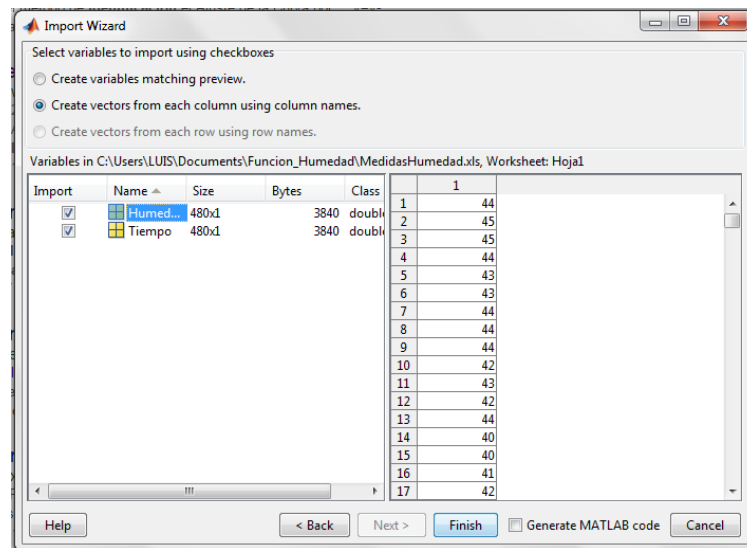 Import Wizard
Select variables to import using checkboxes
Create variables matching preview.
Create vectors from each column using column names.
Create vectors from each row using row names.
Variables in C:\Users\LUIS\Documents\Funcion_Humedad\MedidasHumedad.xls, Worksheet: Hoja1
Import Name Size Bytes Class
Humed... 480x1 3840 double
Tiempo 480x1 3840 double
1
1 44
2 45
3 45
4 44
5 43
6 43
7 44
8 44
9 44
10 42
11 43
12 42
13 44
14 40
15 40
16 41
17 42
Help < Back Next > Finish Generate MATLAB code Cancel